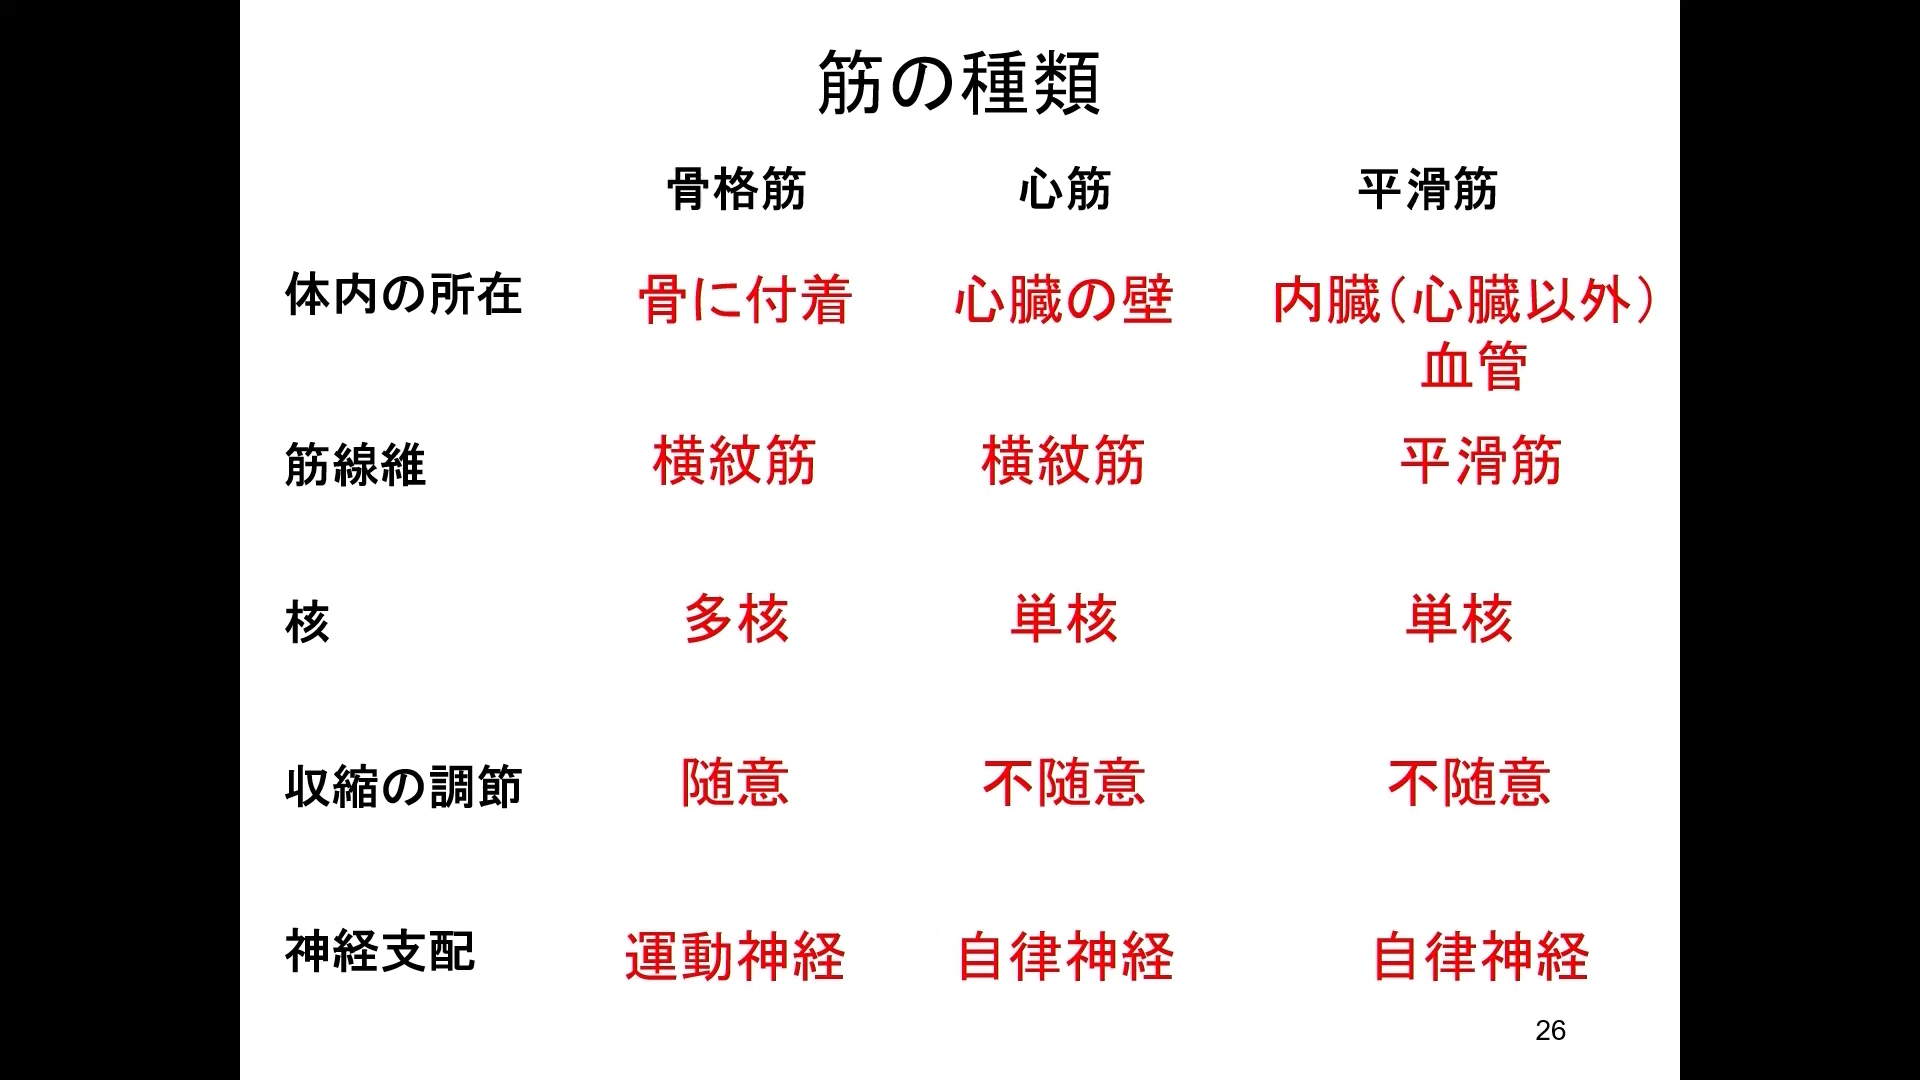 筋の種類
骨格筋 心筋 平滑筋
体内の所在 骨に付着 心臓の壁 内臓（心臓以外）
血管
筋線維 横紋筋 横紋筋 平滑筋
核 多核 単核 単核
収縮の調節 随意 不随意 不随意
神経支配 運動神経 自律神経 自律神経
26